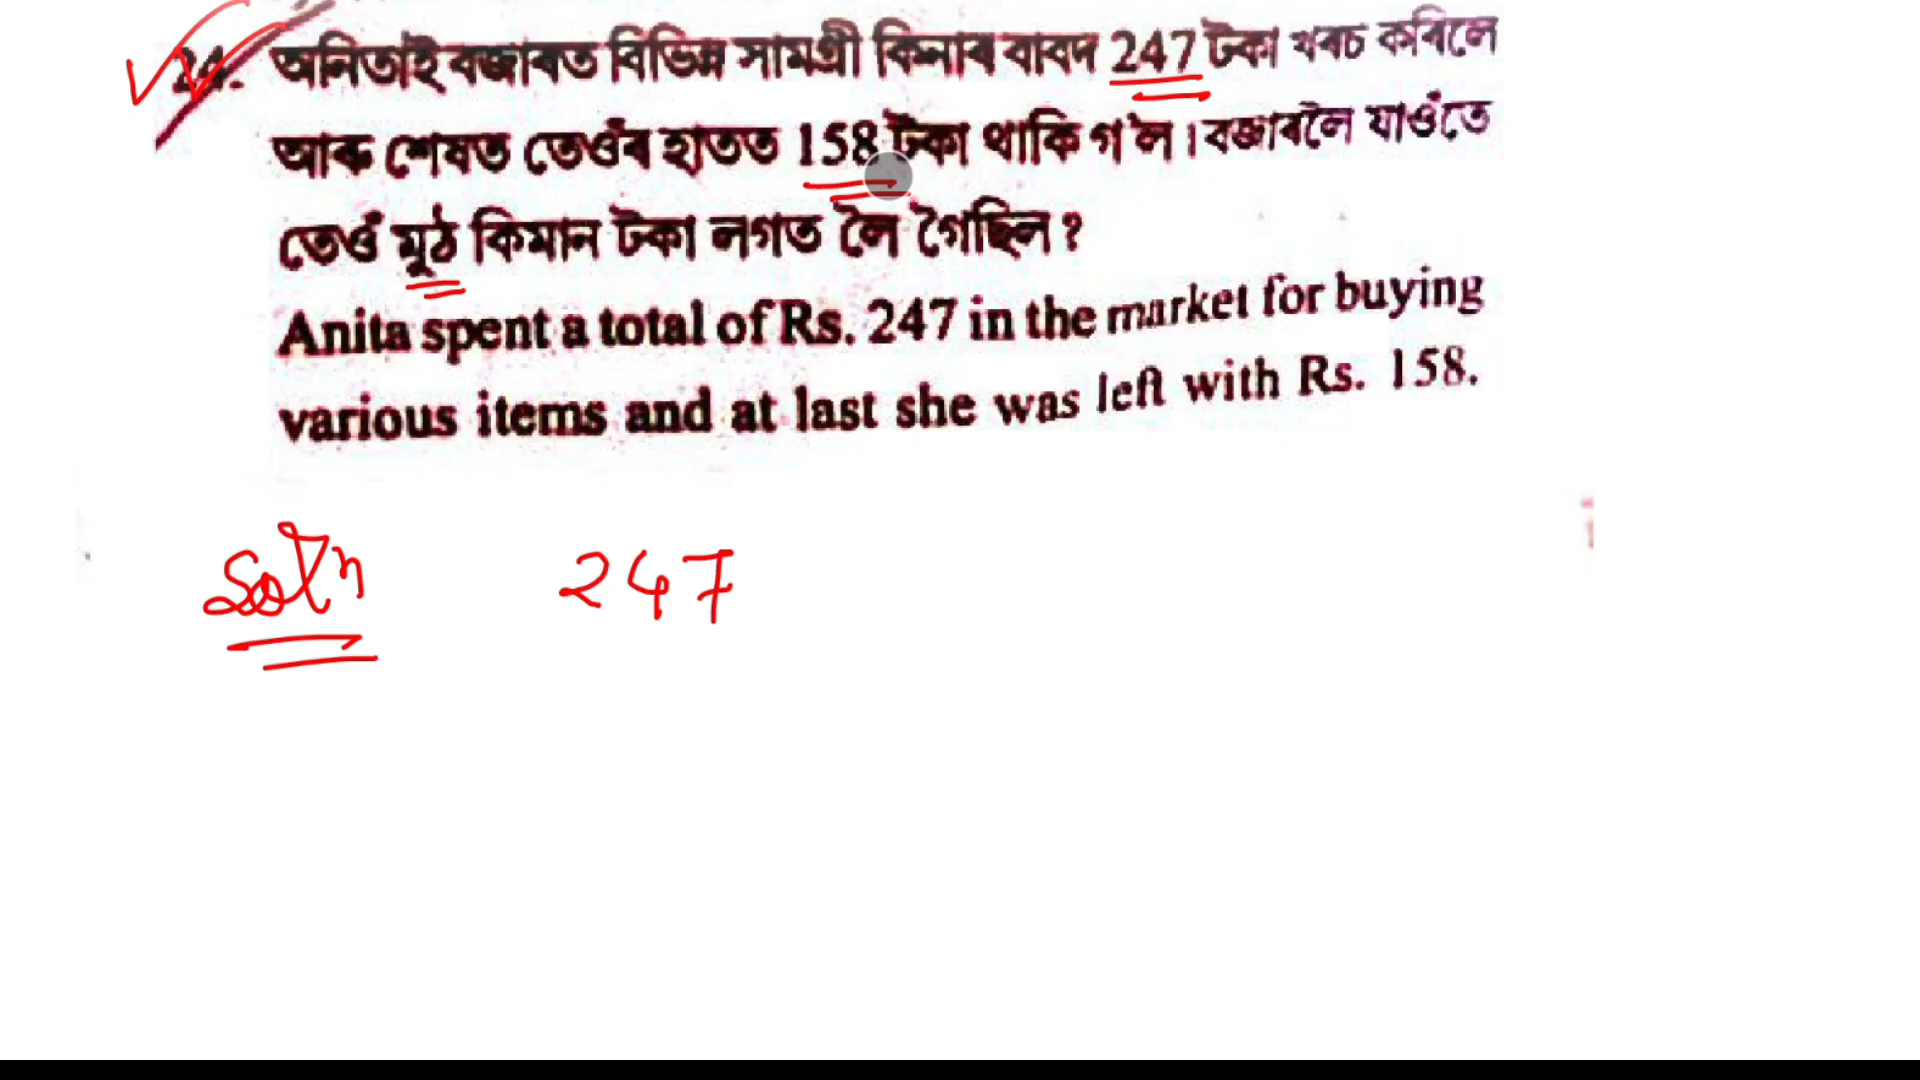 24. অনিতাই বজাৰত বিভিন্ন সামগ্ৰী কিনাৰ বাবদ 247 টকা খৰচ কৰিলে
আৰু শেষত তেওঁৰ হাতত 158 টকা থাকি গ'ল। বজাৰলৈ যাওঁতে
তেওঁ মুঠ কিমান টকা লগত লৈ গৈছিল?
Anita spent a total of Rs. 247 in the market for buying
various items and at last she was left with Rs. 158.
Solⁿ 247